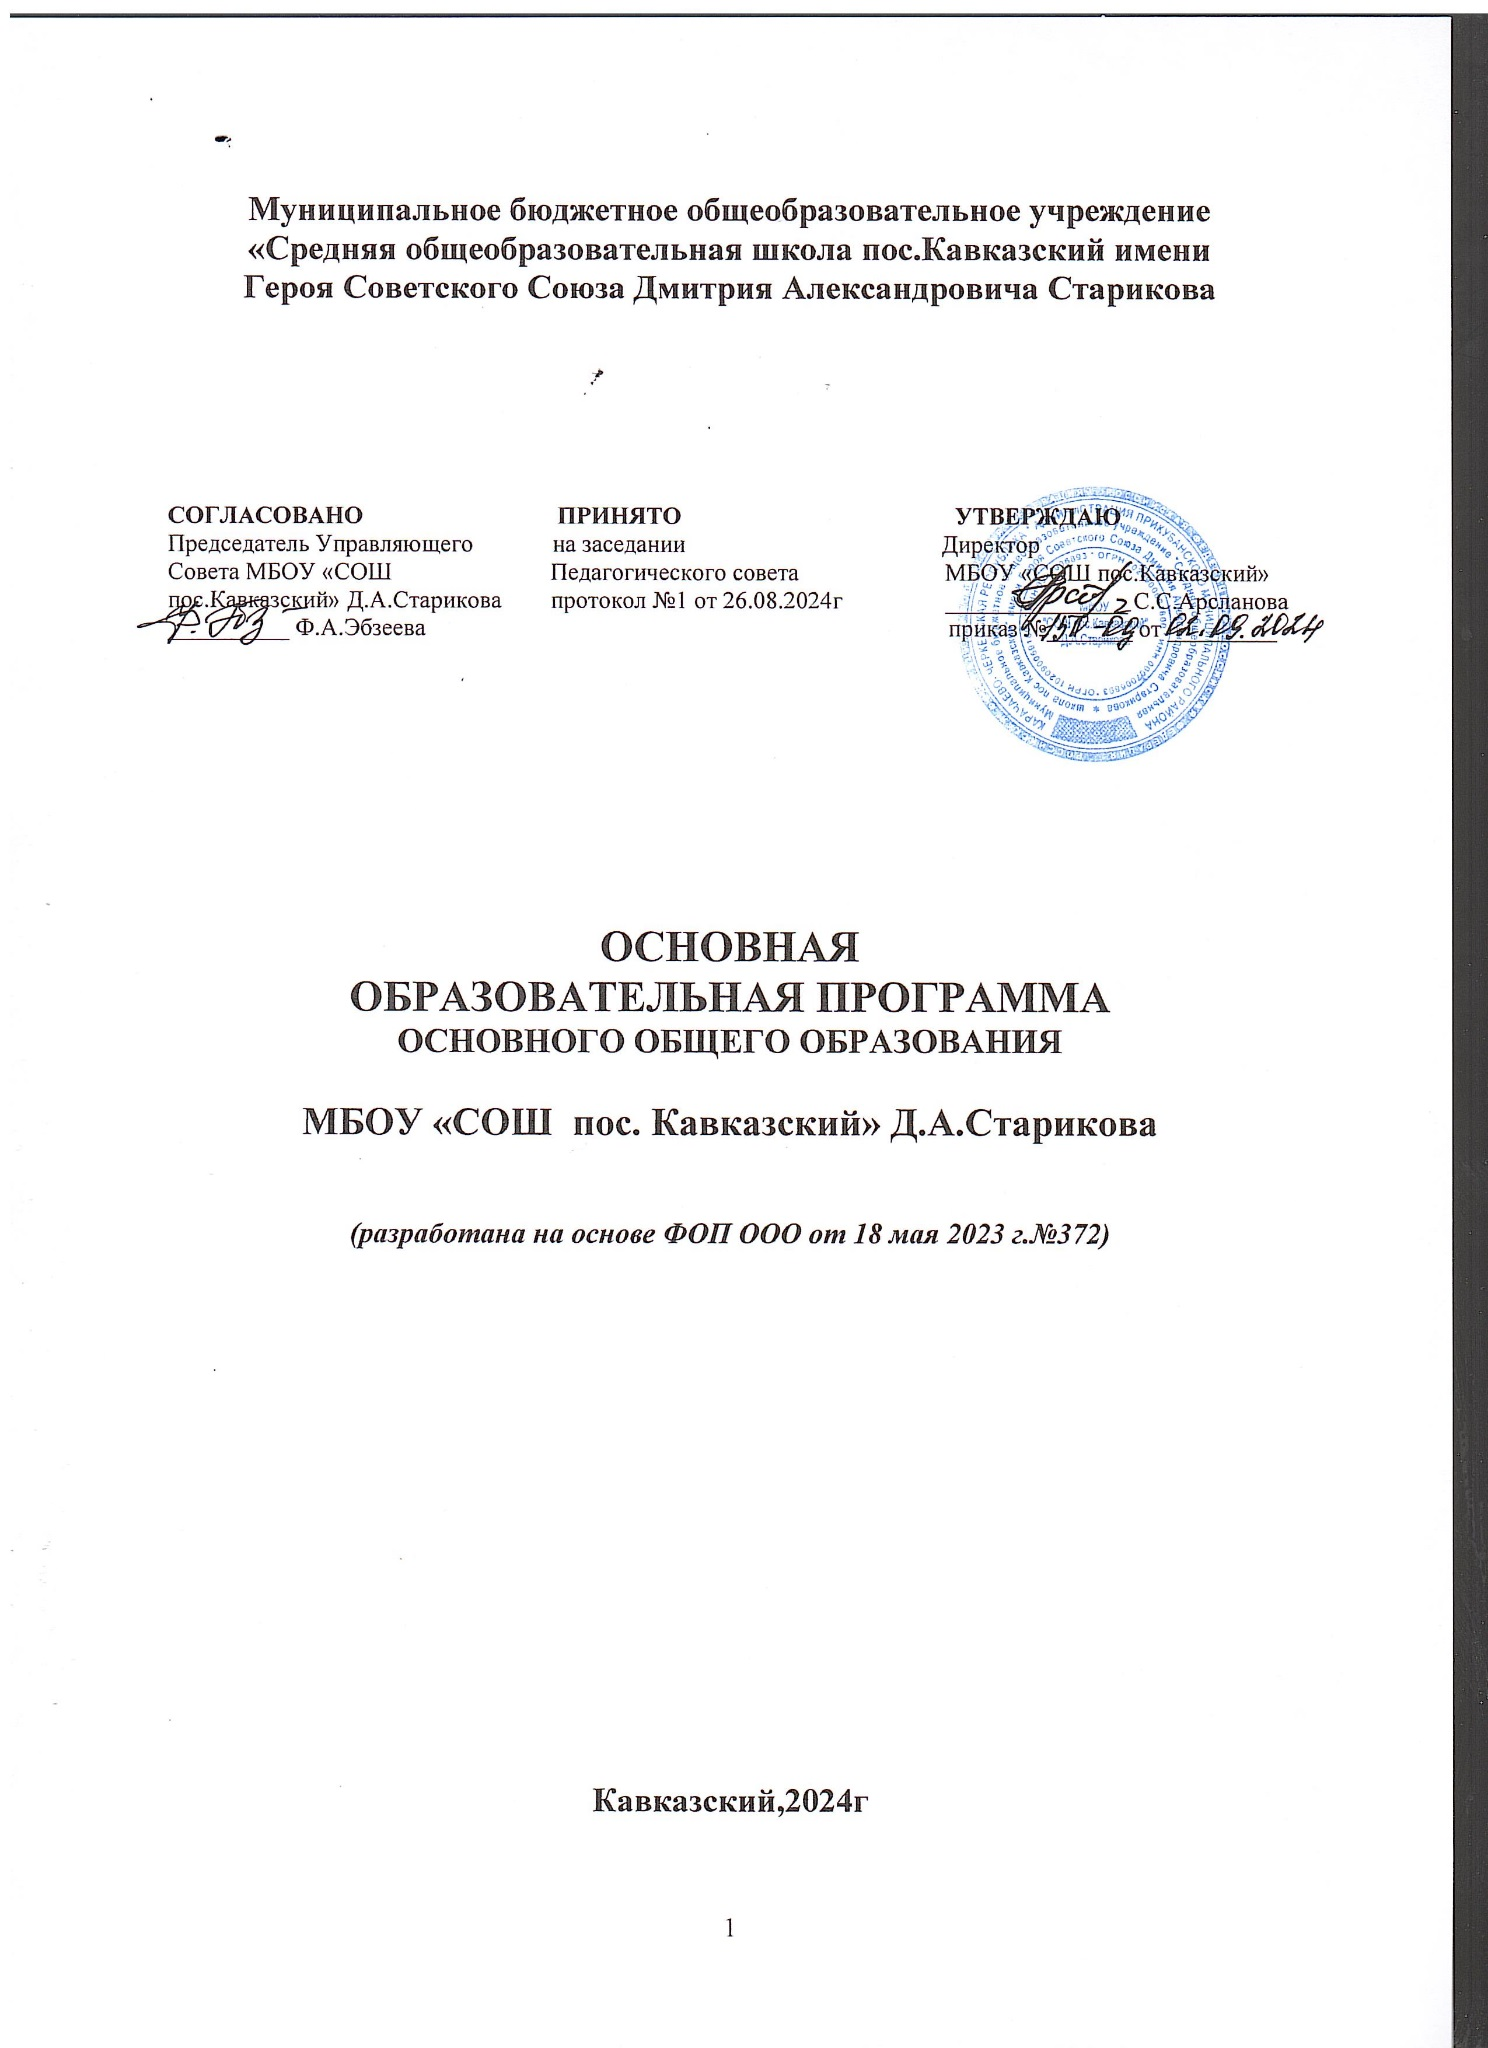 Муниципальное бюджетное общеобразовательное учреждение
«Средняя общеобразовательная школа пос.Кавказский имени
Героя Советского Союза Дмитрия Александровича Старикова
СОГЛАСОВАНО
Председатель Управляющего
Совета МБОУ «СОШ
пос.Кавказский» Д.А.Старикова
Ф.А.Эбзеева
ПРИНЯТО
на заседании
Педагогического совета
протокол №1 от 26.08.2024г
УТВЕРЖДАЮ
Директор
МБОУ «СОШ пос.Кавказский»
С.С.Арсланова
приказ № от 02.09.2024
ОСНОВНАЯ
ОБРАЗОВАТЕЛЬНАЯ ПРОГРАММА
ОСНОВНОГО ОБЩЕГО ОБРАЗОВАНИЯ
МБОУ «СОШ пос. Кавказский» Д.А.Старикова
(разработана на основе ФОП ООО от 18 мая 2023 г.№372)
Кавказский,2024г
1